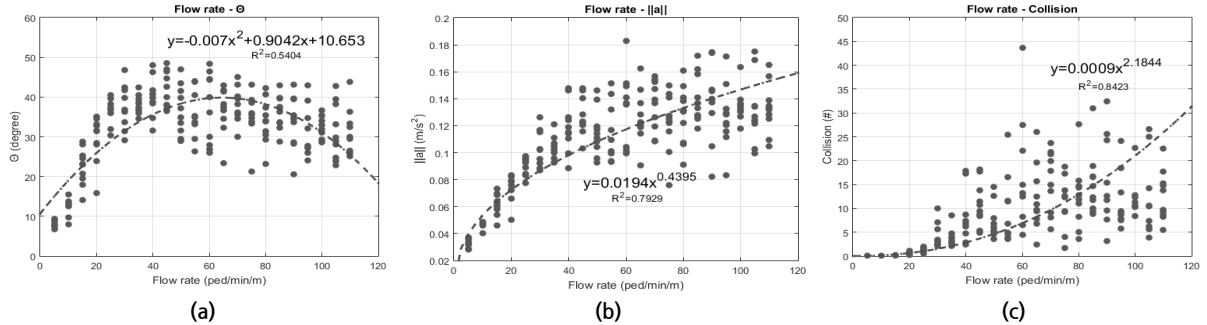 Flow rate - Θ
y=-0.007x²+0.9042x+10.653
R²=0.5404
60
50
40
30
20
10
0
Θ (degree)
0 20 40 60 80 100 120
Flow rate (ped/min/m)
(a)
Flow rate - ||a||
0.2
0.18
0.16
0.14
0.12
0.1
0.08
0.06
0.04
0.02
||a|| (m/s²)
y=0.0194x^0.4395
R²=0.7929
0 20 40 60 80 100 120
Flow rate (ped/min/m)
(b)
Flow rate - Collision
50
45
40
35
30
25
20
15
10
5
0
Collision (#)
y=0.0009x^2.1844
R²=0.8423
0 20 40 60 80 100 120
Flow rate (ped/min/m)
(c)